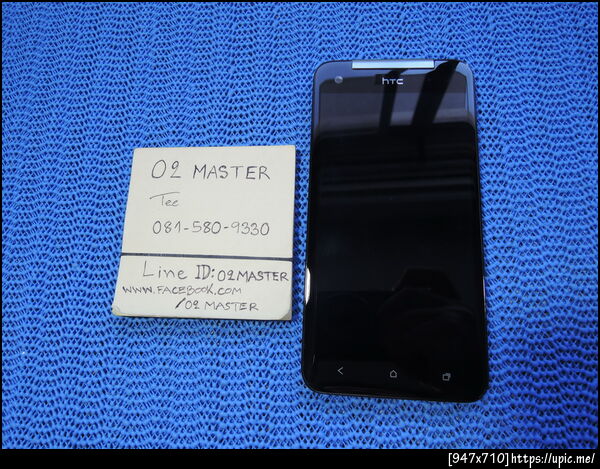 O2 MASTER
Tee
081-580-9330
Line ID: O2MASTER
WWW.FACEBOOK.COM
/O2 MASTER
hTC
[947x710]https://upic.me/